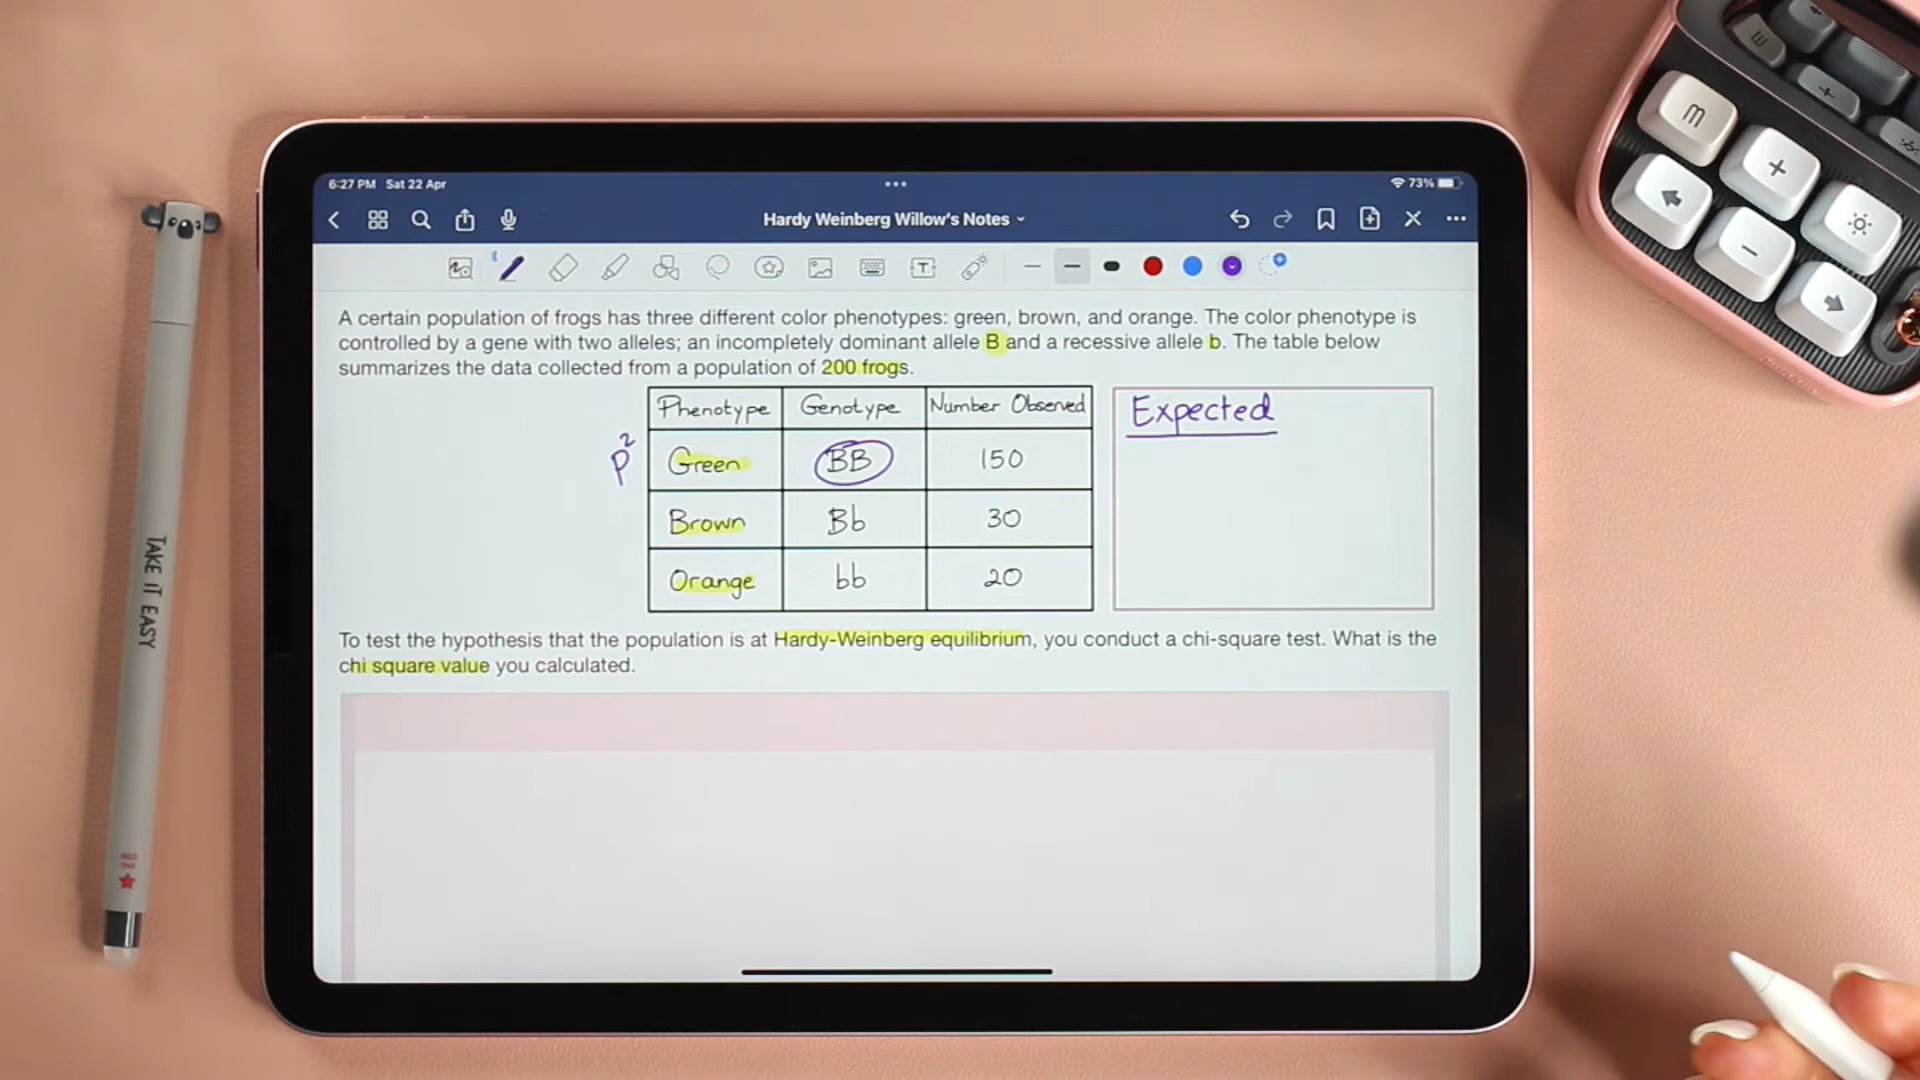 6:27 PM Sat 22 Apr
73%
Hardy Weinberg Willow's Notes
A certain population of frogs has three different color phenotypes: green, brown, and orange. The color phenotype is
controlled by a gene with two alleles; an incompletely dominant allele B and a recessive allele b. The table below
summarizes the data collected from a population of 200 frogs.
Phenotype Genotype Number Observed
p² Green BB 150
Brown Bb 30
Orange bb 20
Expected
To test the hypothesis that the population is at Hardy-Weinberg equilibrium, you conduct a chi-square test. What is the
chi square value you calculated.
TAKE IT EASY
m
+
−